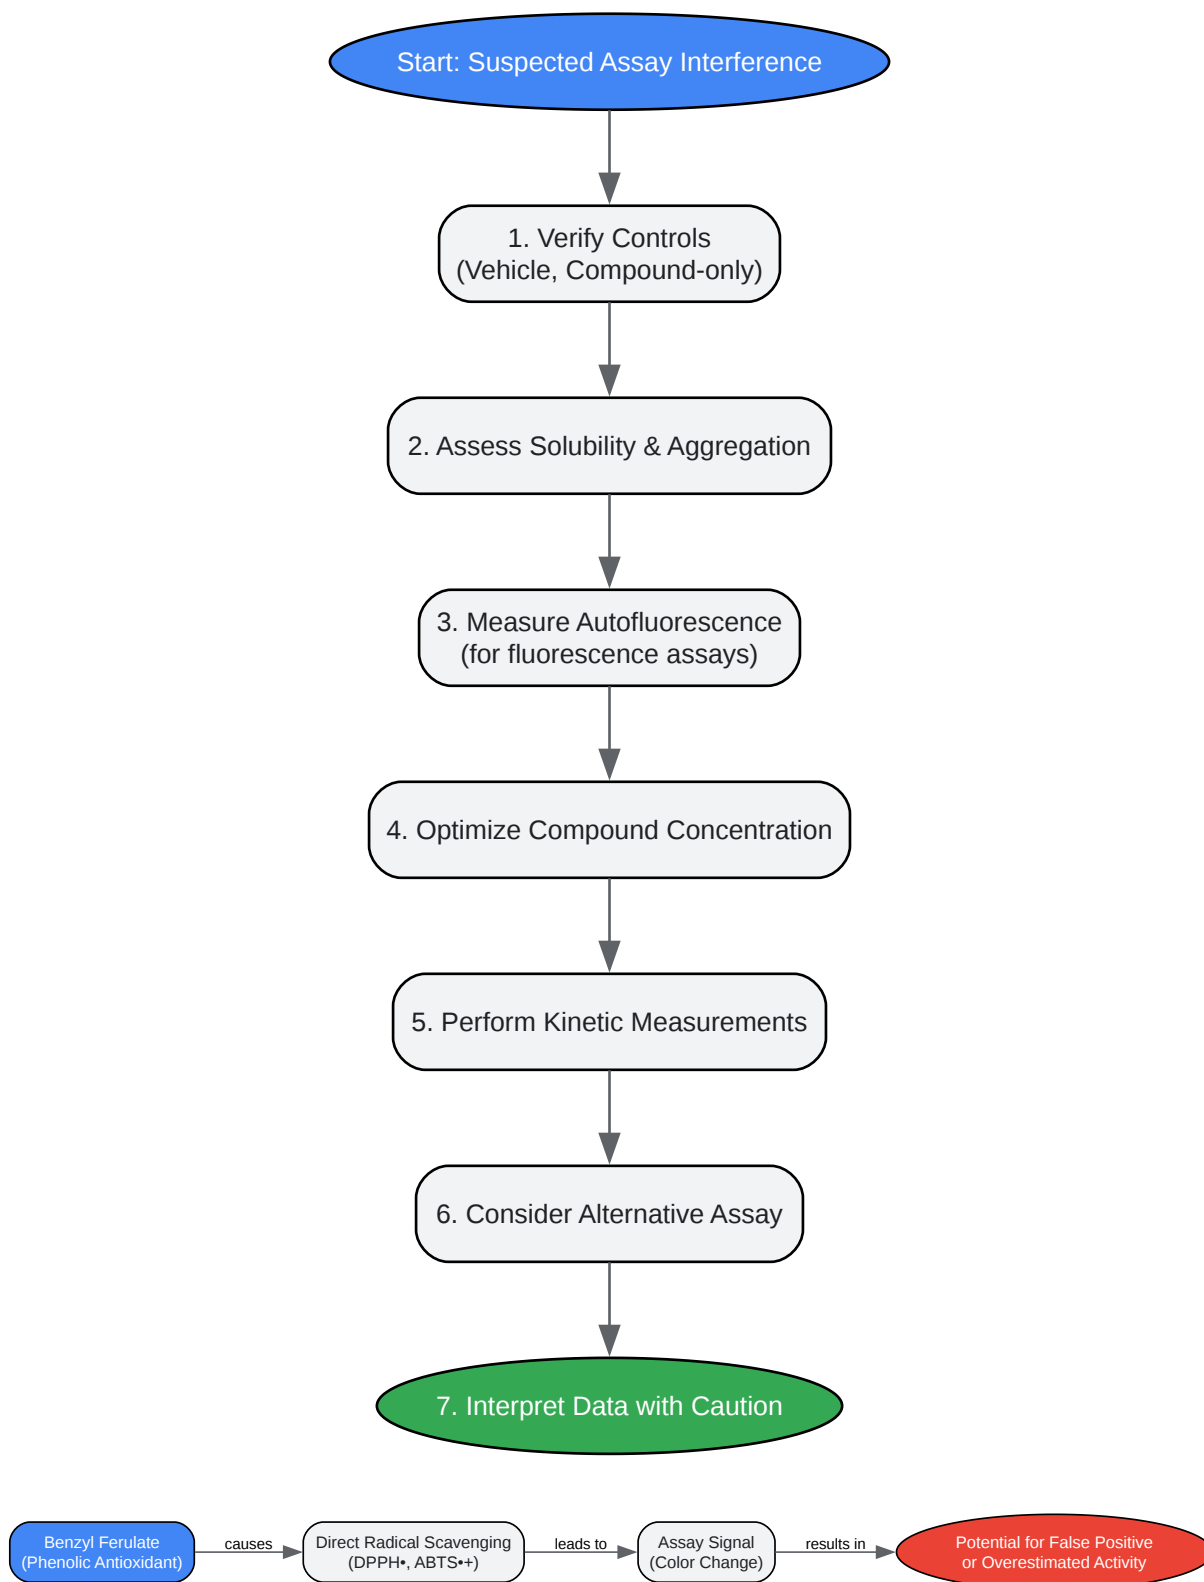 Start: Suspected Assay Interference
1. Verify Controls
(Vehicle, Compound-only)
2. Assess Solubility & Aggregation
3. Measure Autofluorescence
(for fluorescence assays)
4. Optimize Compound Concentration
5. Perform Kinetic Measurements
6. Consider Alternative Assay
7. Interpret Data with Caution
Benzyl Ferulate
(Phenolic Antioxidant)
causes
Direct Radical Scavenging
(DPPH•, ABTS•+)
leads to
Assay Signal
(Color Change)
results in
Potential for False Positive
or Overestimated Activity